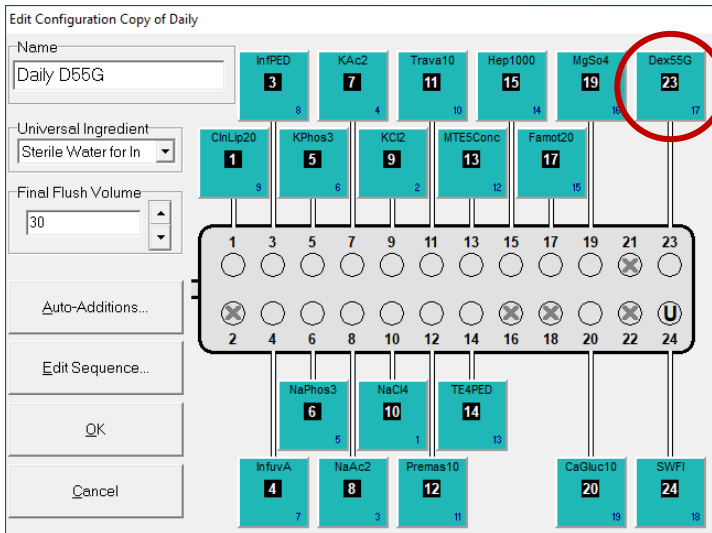 Edit Configuration Copy of Daily
Name
Daily D55G
Universal Ingredient
Sterile Water for In
Final Flush Volume
30
Auto-Additions...
Edit Sequence...
OK
Cancel
InfPED
3
8
KAc2
7
4
Trava10
11
10
Hep1000
15
14
MgSo4
19
16
Dex55G
23
17
ClnLip20
1
9
KPhos3
5
6
KCl2
9
2
MTE5Conc
13
12
Famot20
17
15
1 3 5 7 9 11 13 15 17 19 21 23
U
2 4 6 8 10 12 14 16 18 20 22 24
NaPhos3
6
5
NaCl4
10
1
TE4PED
14
13
InfuvA
4
7
NaAc2
8
3
Premas10
12
11
CaGluc10
20
19
SWFI
24
18